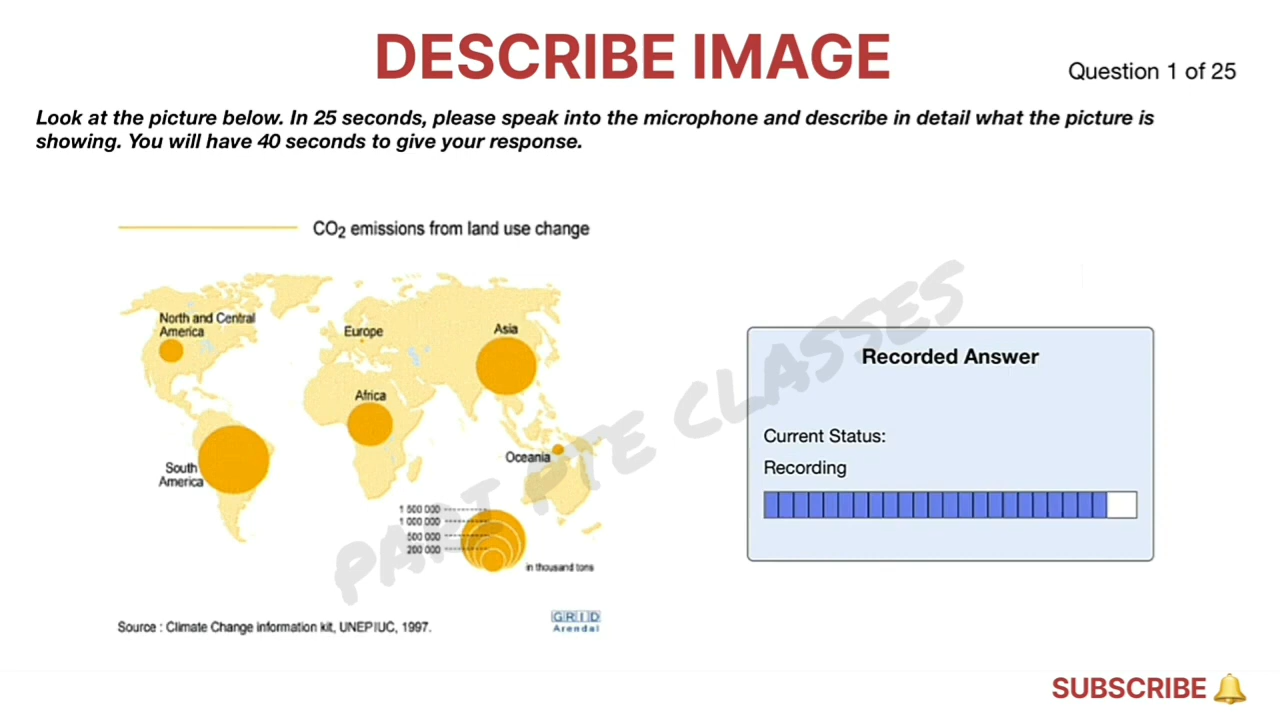 DESCRIBE IMAGE
Question 1 of 25
Look at the picture below. In 25 seconds, please speak into the microphone and describe in detail what the picture is
showing. You will have 40 seconds to give your response.
CO2 emissions from land use change
North and Central
America
Europe
Asia
Africa
South
America
Oceania
1 500 000
1 000 000
500 000
200 000
in thousand tons
Source : Climate Change information kit, UNEP/IUC, 1997.
GRID
Arendal
Recorded Answer
Current Status:
Recording
PTE CLASSES
SUBSCRIBE